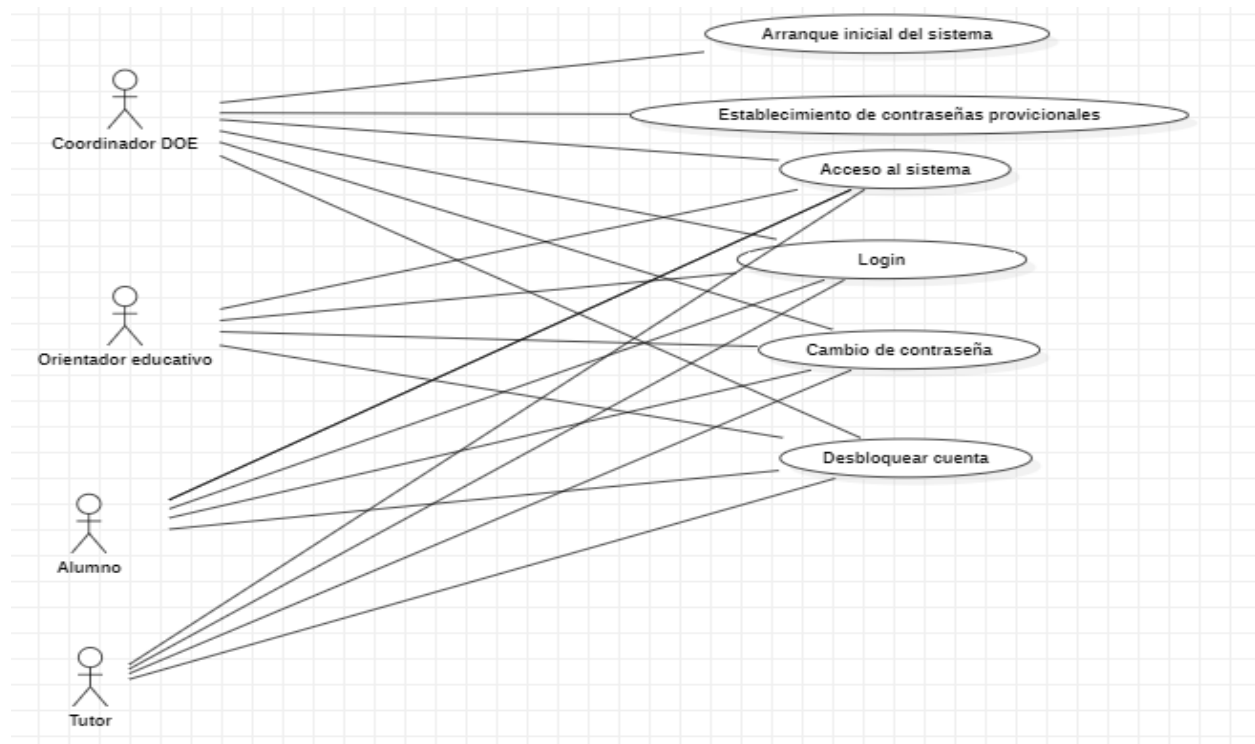 Arranque inicial del sistema
Coordinador DOE
Establecimiento de contraseñas provicionales
Acceso al sistema
Login
Orientador educativo
Cambio de contraseña
Desbloquear cuenta
Alumno
Tutor